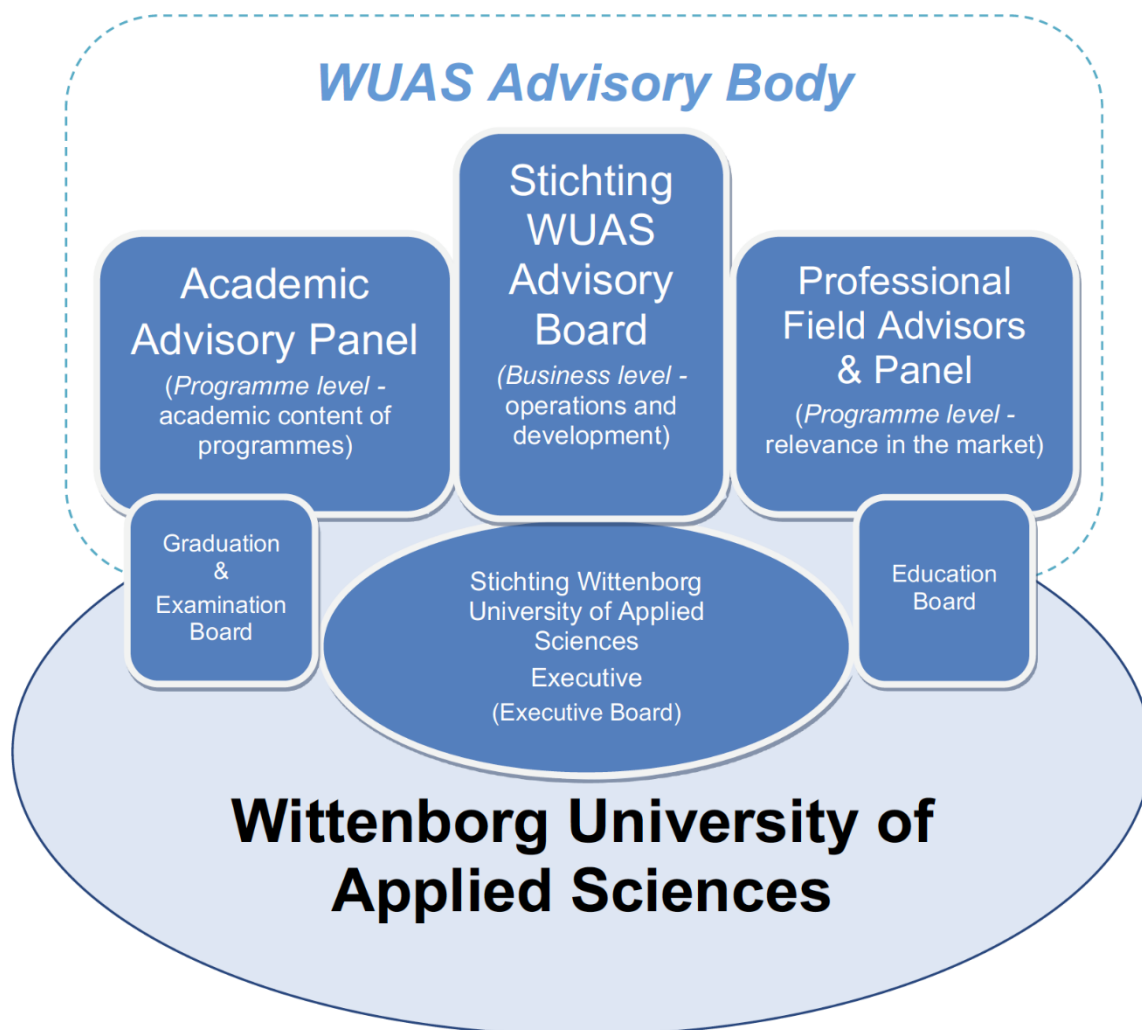 WUAS Advisory Body
Academic
Advisory Panel
(Programme level -
academic content of
programmes)
Stichting
WUAS
Advisory
Board
(Business level -
operations and
development)
Professional
Field Advisors
& Panel
(Programme level -
relevance in the market)
Graduation
&
Examination
Board
Stichting Wittenborg
University of Applied
Sciences
Executive
(Executive Board)
Education
Board
Wittenborg University of
Applied Sciences